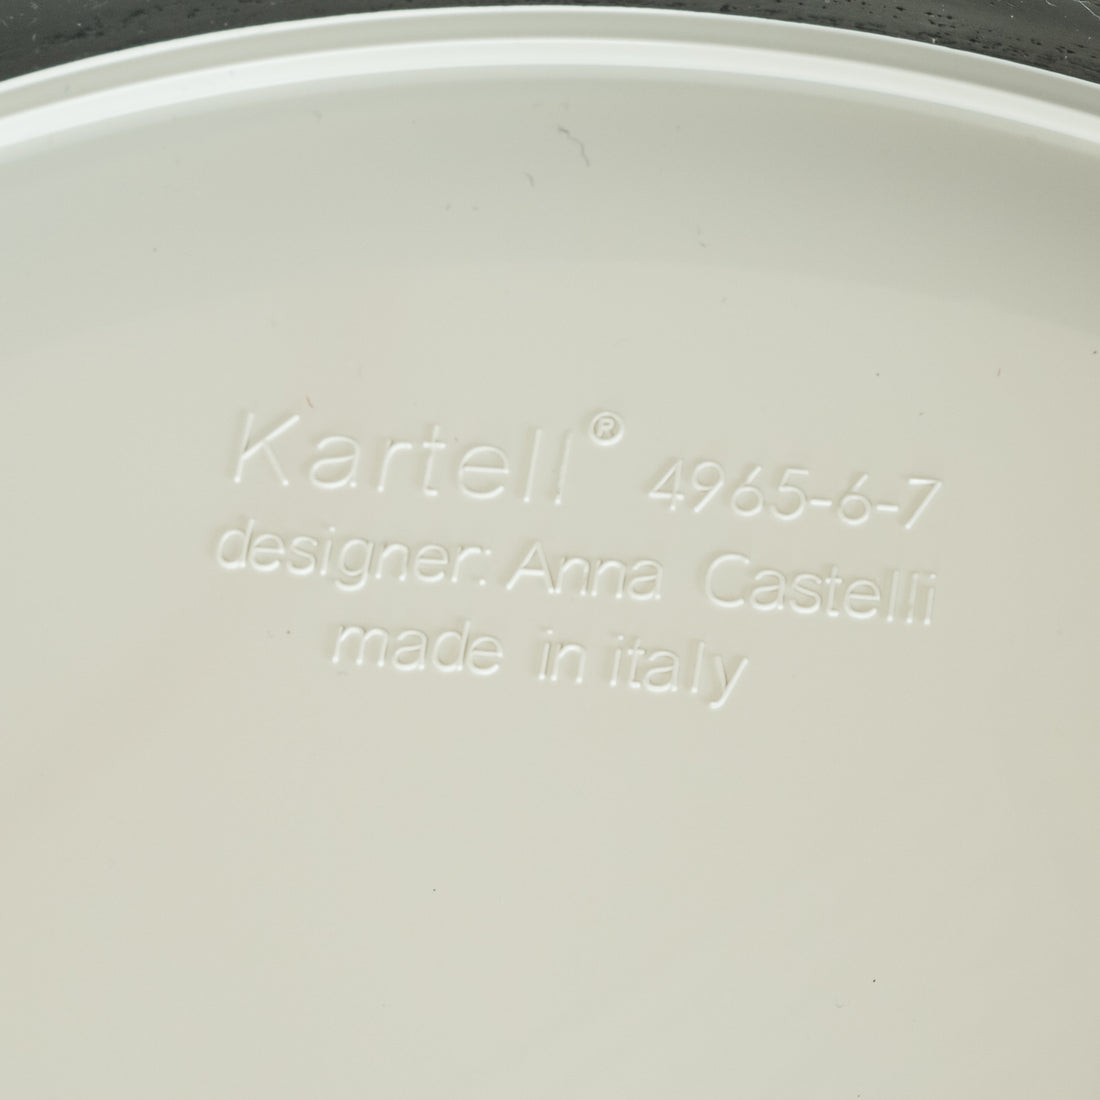 Kartell® 4965-6-7
designer: Anna Castelli
made in italy